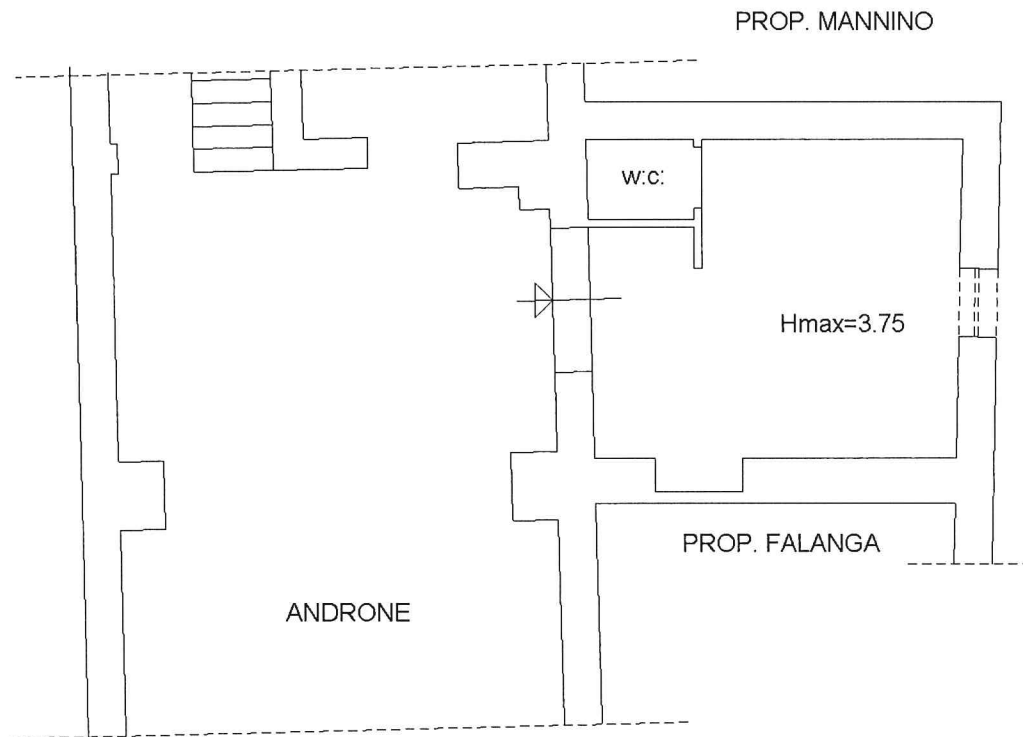 PROP. MANNINO
w:c:
Hmax=3.75
PROP. FALANGA
ANDRONE